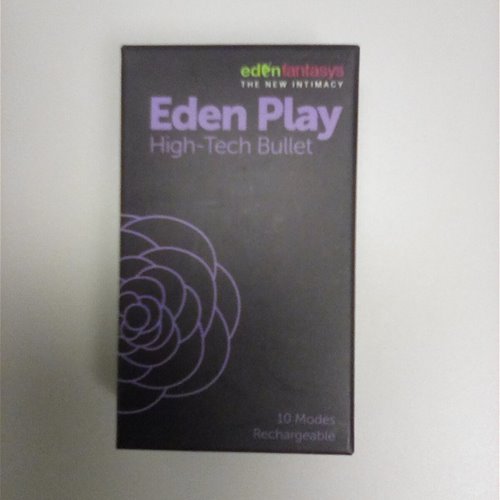 edenfantasys
THE NEW INTIMACY
Eden Play
High-Tech Bullet
10 Modes
Rechargeable